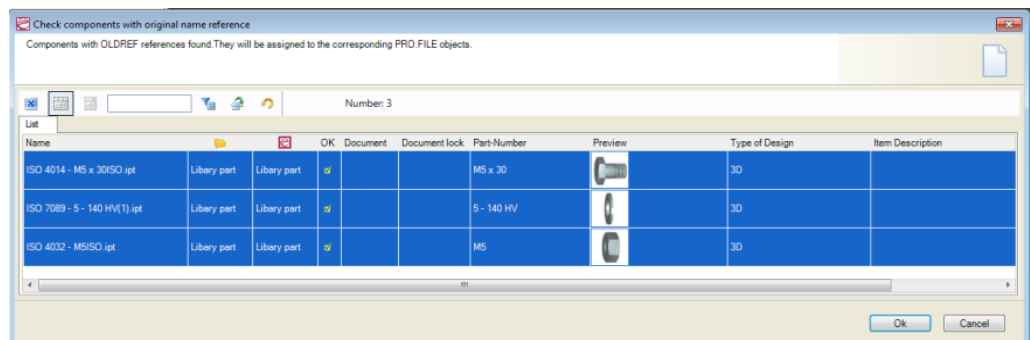 Check components with original name reference
Components with OLDREF references found.They will be assigned to the corresponding PRO.FILE objects.
Number: 3
List
Name OK Document Document lock Part-Number Preview Type of Design Item Description
ISO 4014 - M5 x 30ISO.ipt Libary part Libary part M5 x 30 3D
ISO 7089 - 5 - 140 HV(1).ipt Libary part Libary part 5 - 140 HV 3D
ISO 4032 - M5ISO.ipt Libary part Libary part M5 3D
Ok Cancel